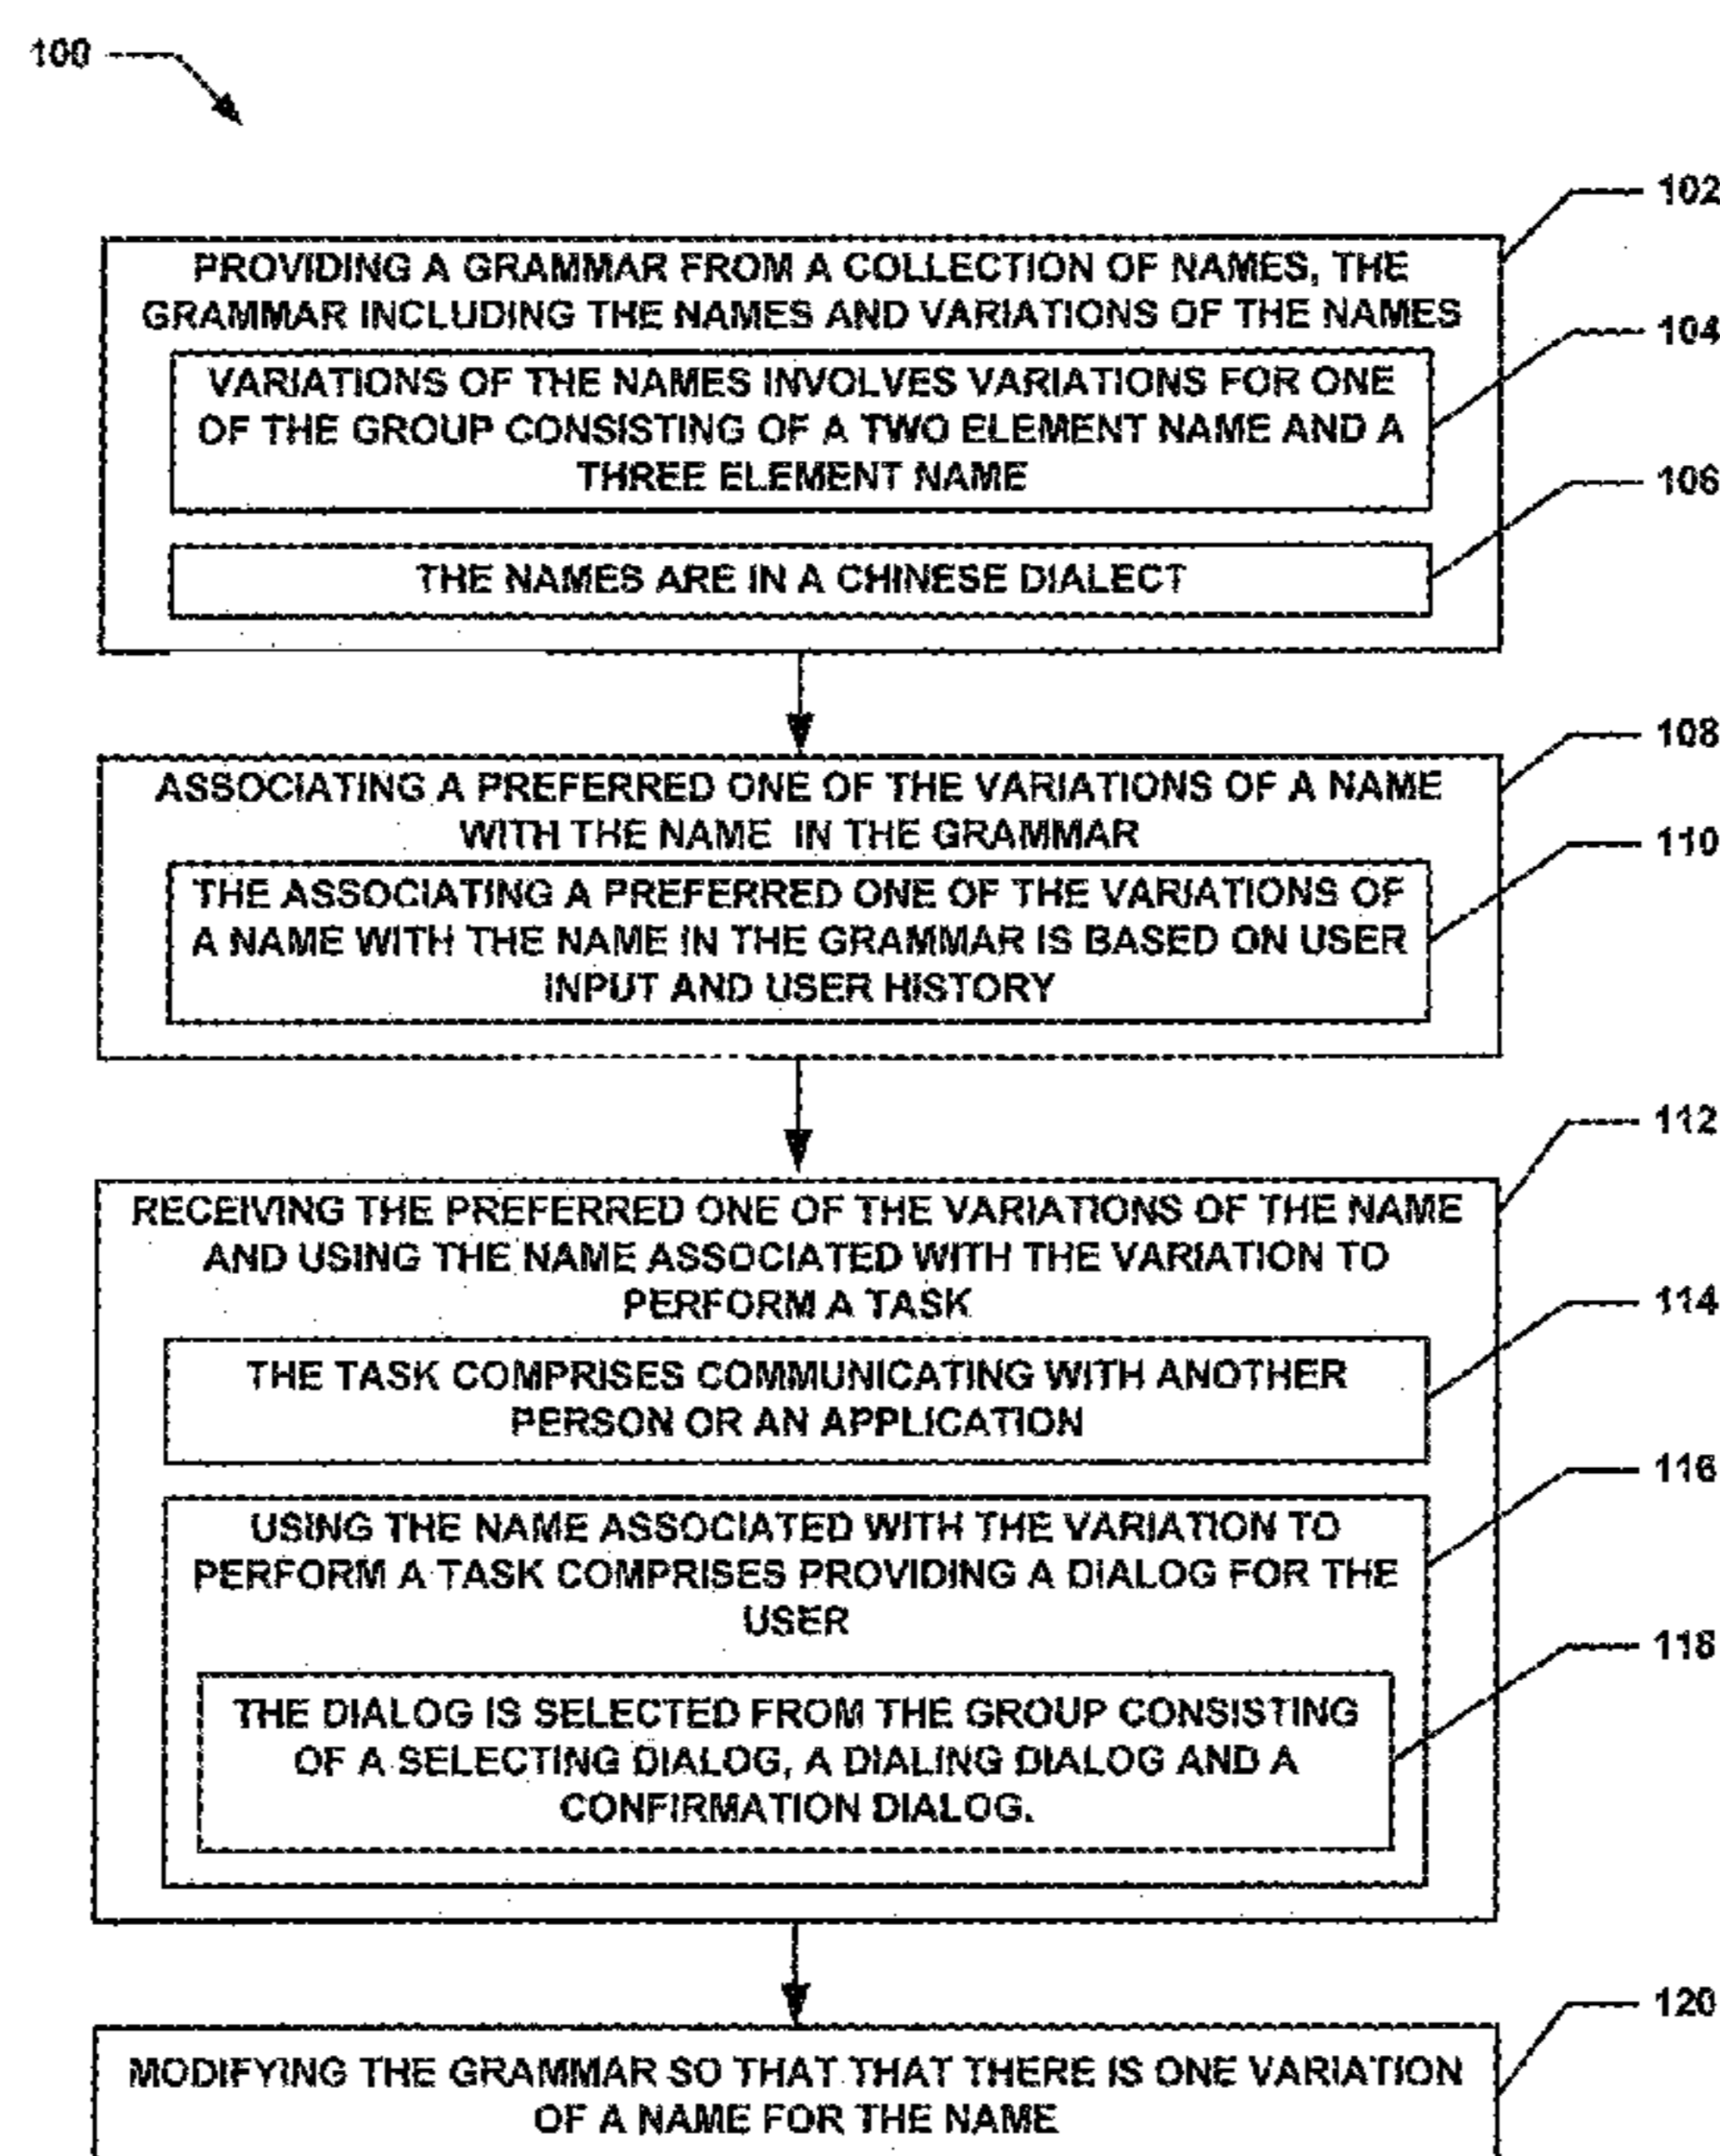 100
102
PROVIDING A GRAMMAR FROM A COLLECTION OF NAMES, THE
GRAMMAR INCLUDING THE NAMES AND VARIATIONS OF THE NAMES
104
VARIATIONS OF THE NAMES INVOLVES VARIATIONS FOR ONE
OF THE GROUP CONSISTING OF A TWO ELEMENT NAME AND A
THREE ELEMENT NAME
106
THE NAMES ARE IN A CHINESE DIALECT
108
ASSOCIATING A PREFERRED ONE OF THE VARIATIONS OF A NAME
WITH THE NAME IN THE GRAMMAR
110
THE ASSOCIATING A PREFERRED ONE OF THE VARIATIONS OF
A NAME WITH THE NAME IN THE GRAMMAR IS BASED ON USER
INPUT AND USER HISTORY
112
RECEIVING THE PREFERRED ONE OF THE VARIATIONS OF THE NAME
AND USING THE NAME ASSOCIATED WITH THE VARIATION TO
PERFORM A TASK
114
THE TASK COMPRISES COMMUNICATING WITH ANOTHER
PERSON OR AN APPLICATION
116
USING THE NAME ASSOCIATED WITH THE VARIATION TO
PERFORM A TASK COMPRISES PROVIDING A DIALOG FOR THE
USER
118
THE DIALOG IS SELECTED FROM THE GROUP CONSISTING
OF A SELECTING DIALOG, A DIALING DIALOG AND A
CONFIRMATION DIALOG.
120
MODIFYING THE GRAMMAR SO THAT THAT THERE IS ONE VARIATION
OF A NAME FOR THE NAME